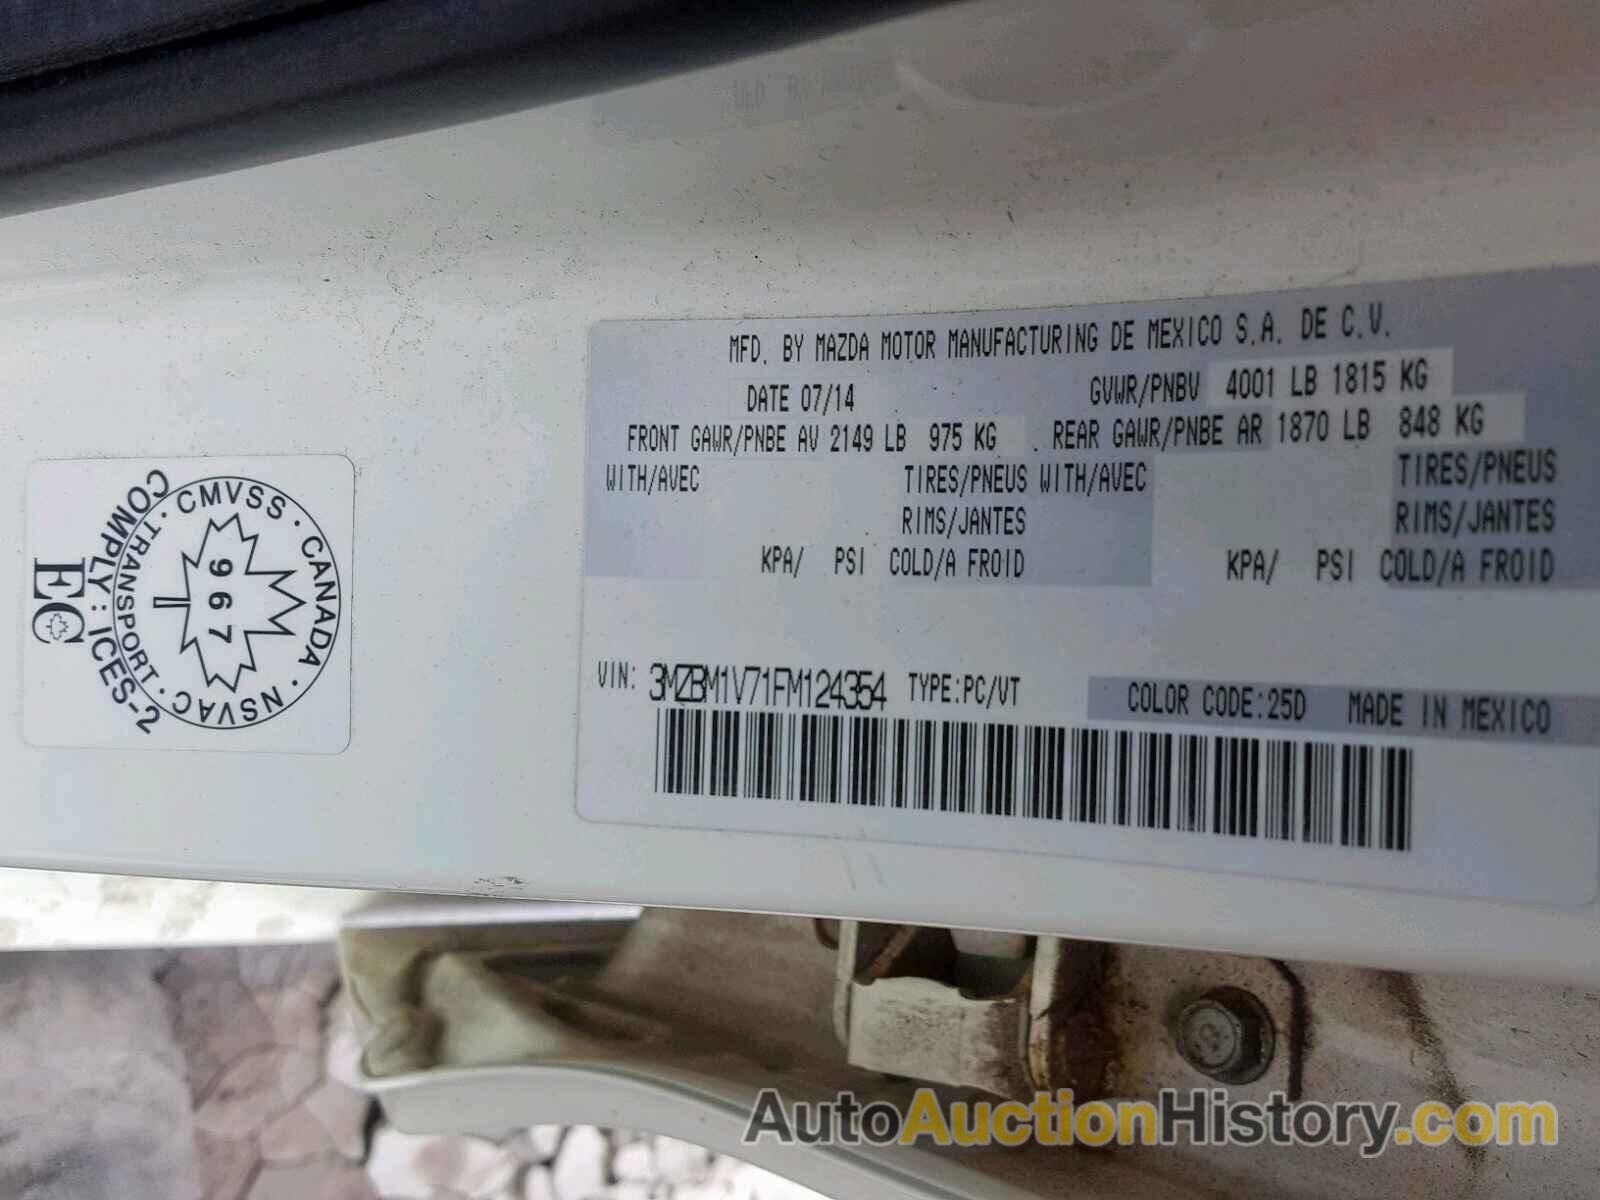 MFD. BY MAZDA MOTOR MANUFACTURING DE MEXICO S.A. DE C.V.
DATE 07/14 GVWR/PNBV 4001 LB 1815 KG
FRONT GAWR/PNBE AV 2149 LB 975 KG . REAR GAWR/PNBE AR 1870 LB 848 KG
WITH/AVEC TIRES/PNEUS WITH/AVEC TIRES/PNEUS
RIMS/JANTES RIMS/JANTES
KPA/ PSI COLD/A FROID KPA/ PSI COLD/A FROID
VIN: 3MZBM1V71FM124354 TYPE:PC/VT COLOR CODE:25D MADE IN MEXICO
CMVSS · CANADA · NSVAC · TRANSPORT ·
967
COMPLY: ICES-2
EC
AutoAuctionHistory.com